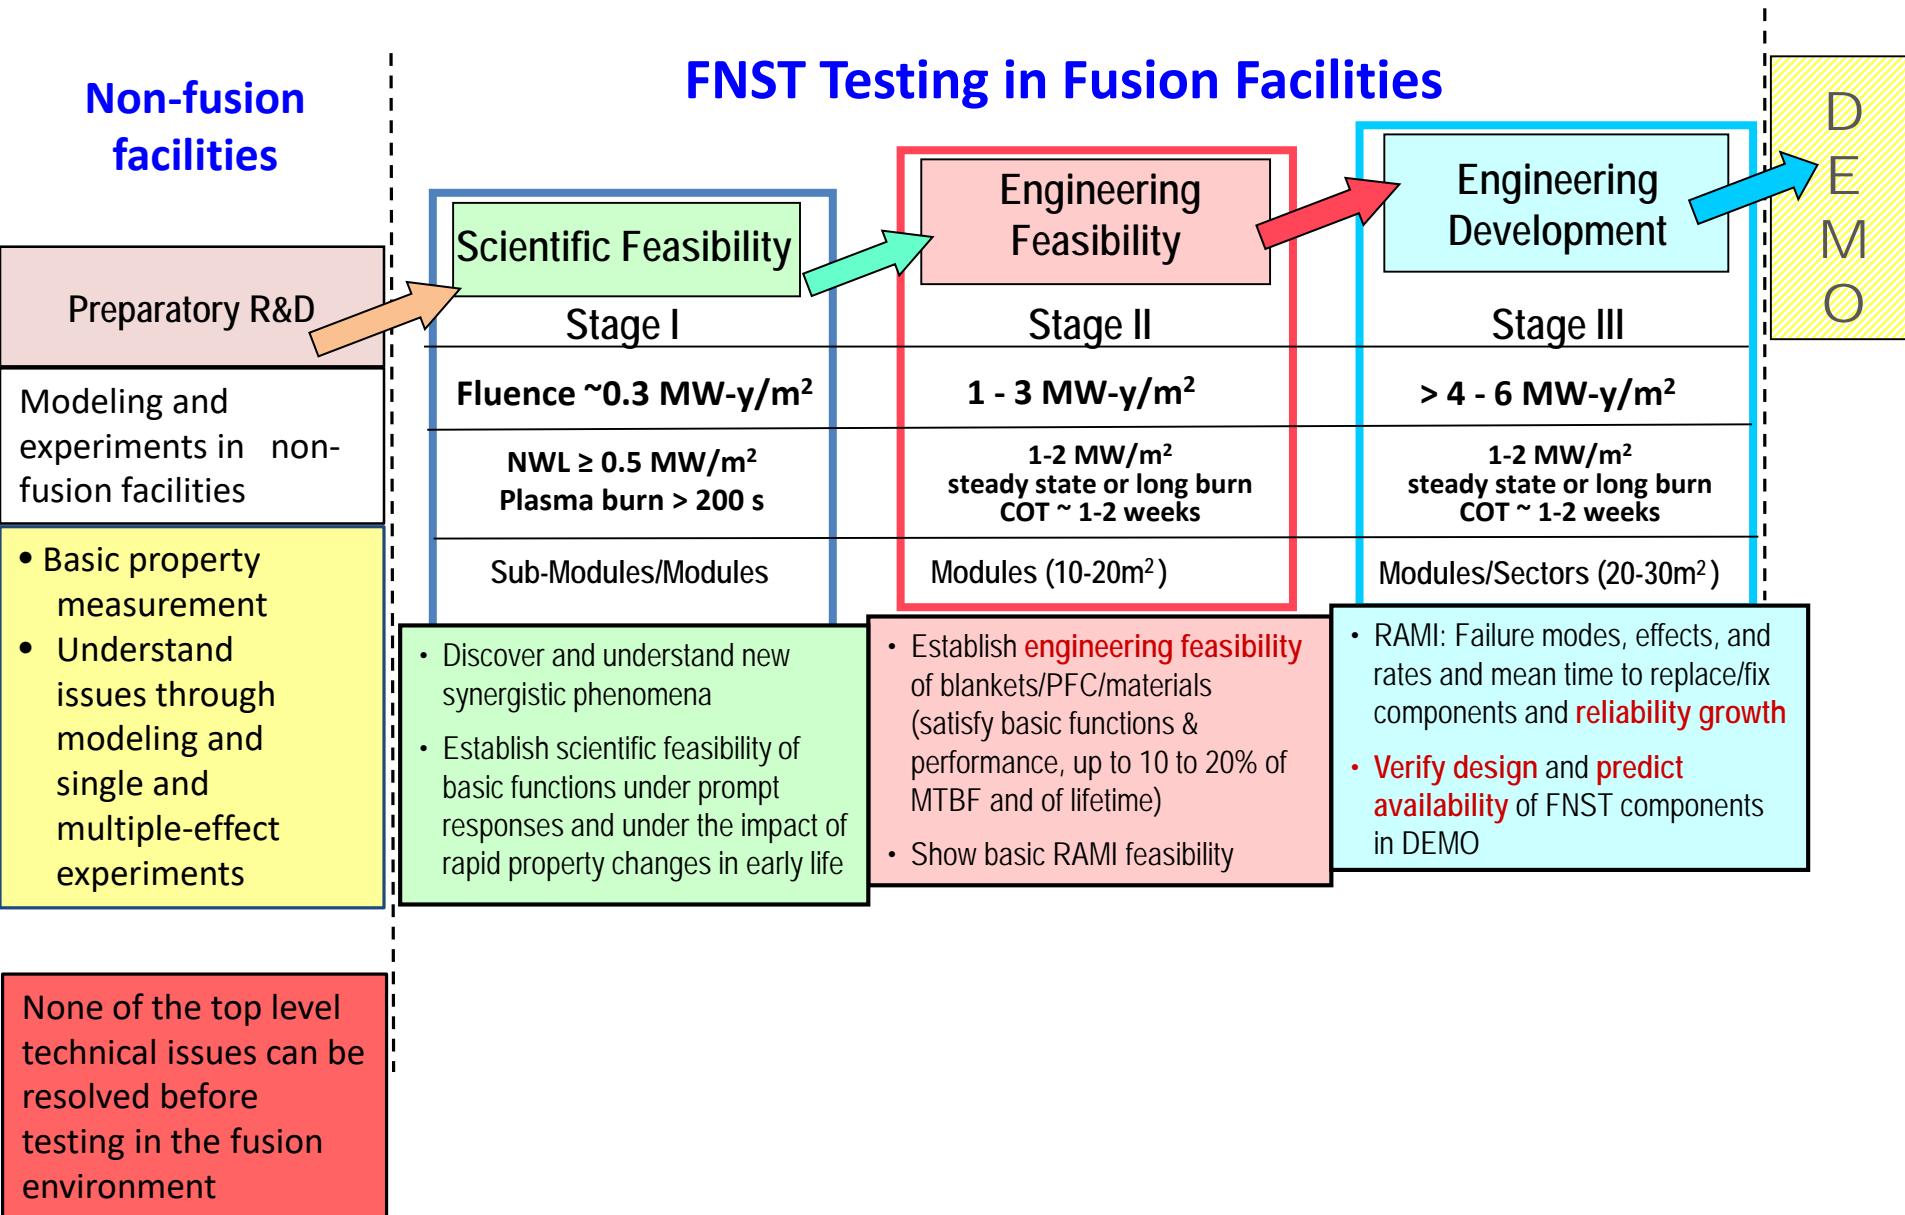 FNST Testing in Fusion Facilities
Non-fusion
facilities
Preparatory R&D
Modeling and
experiments in non-
fusion facilities
• Basic property
measurement
• Understand
issues through
modeling and
single and
multiple-effect
experiments
None of the top level
technical issues can be
resolved before
testing in the fusion
environment
Scientific Feasibility
Stage I
Fluence ~0.3 MW-y/m²
NWL ≥ 0.5 MW/m²
Plasma burn > 200 s
Sub-Modules/Modules
• Discover and understand new
synergistic phenomena
• Establish scientific feasibility of
basic functions under prompt
responses and under the impact of
rapid property changes in early life
Engineering
Feasibility
Stage II
1 - 3 MW-y/m²
1-2 MW/m²
steady state or long burn
COT ~ 1-2 weeks
Modules (10-20m²)
• Establish engineering feasibility
of blankets/PFC/materials
(satisfy basic functions &
performance, up to 10 to 20% of
MTBF and of lifetime)
• Show basic RAMI feasibility
Engineering
Development
Stage III
> 4 - 6 MW-y/m²
1-2 MW/m²
steady state or long burn
COT ~ 1-2 weeks
Modules/Sectors (20-30m²)
• RAMI: Failure modes, effects, and
rates and mean time to replace/fix
components and reliability growth
• Verify design and predict
availability of FNST components
in DEMO
D
E
M
O